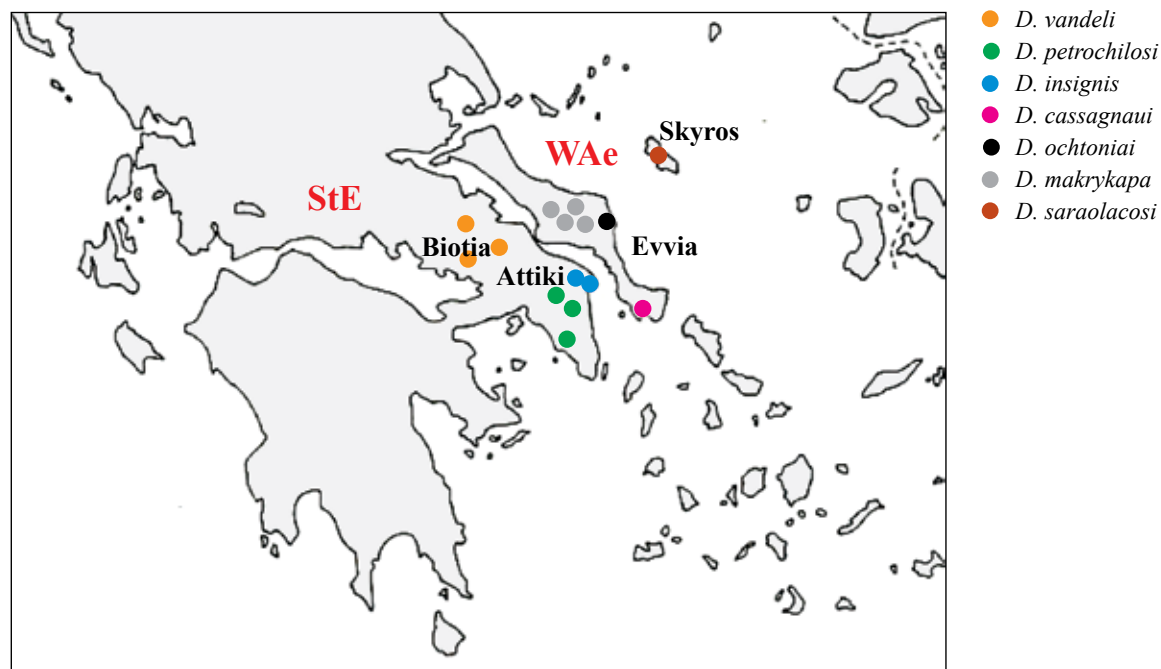 Skyros
WAe
StE
Evvia
Biotia
Attiki
D. vandeli
D. petrochilosi
D. insignis
D. cassagnaui
D. ochtoniai
D. makrykapa
D. saraolacosi